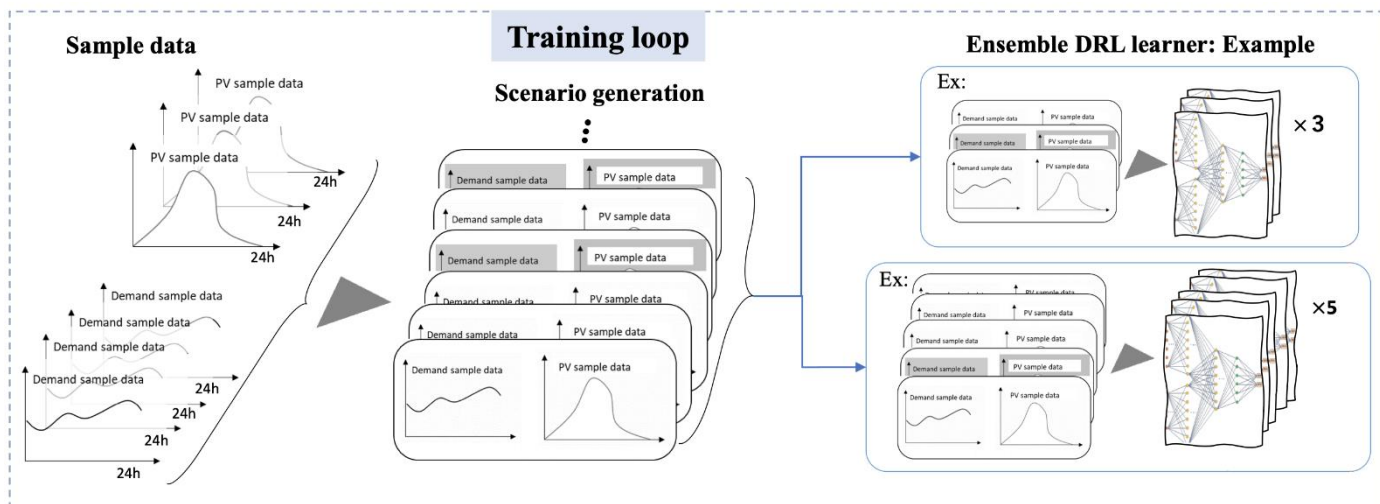 Training loop
Sample data
PV sample data
PV sample data
PV sample data
24h
24h
24h
Demand sample data
Demand sample data
Demand sample data
Demand sample data
24h
24h
24h
24h
Scenario generation
Demand sample data
PV sample data
Demand sample data
PV sample data
Demand sample data
PV sample data
Demand sample data
PV sample data
Demand sample data
PV sample data
Demand sample data
PV sample data
Ensemble DRL learner: Example
Ex:
Demand sample data
PV sample data
Demand sample data
PV sample data
Demand sample data
PV sample data
×3
Ex:
PV sample data
Demand sample data
PV sample data
Demand sample data
PV sample data
Demand sample data
PV sample data
Demand sample data
PV sample data
×5